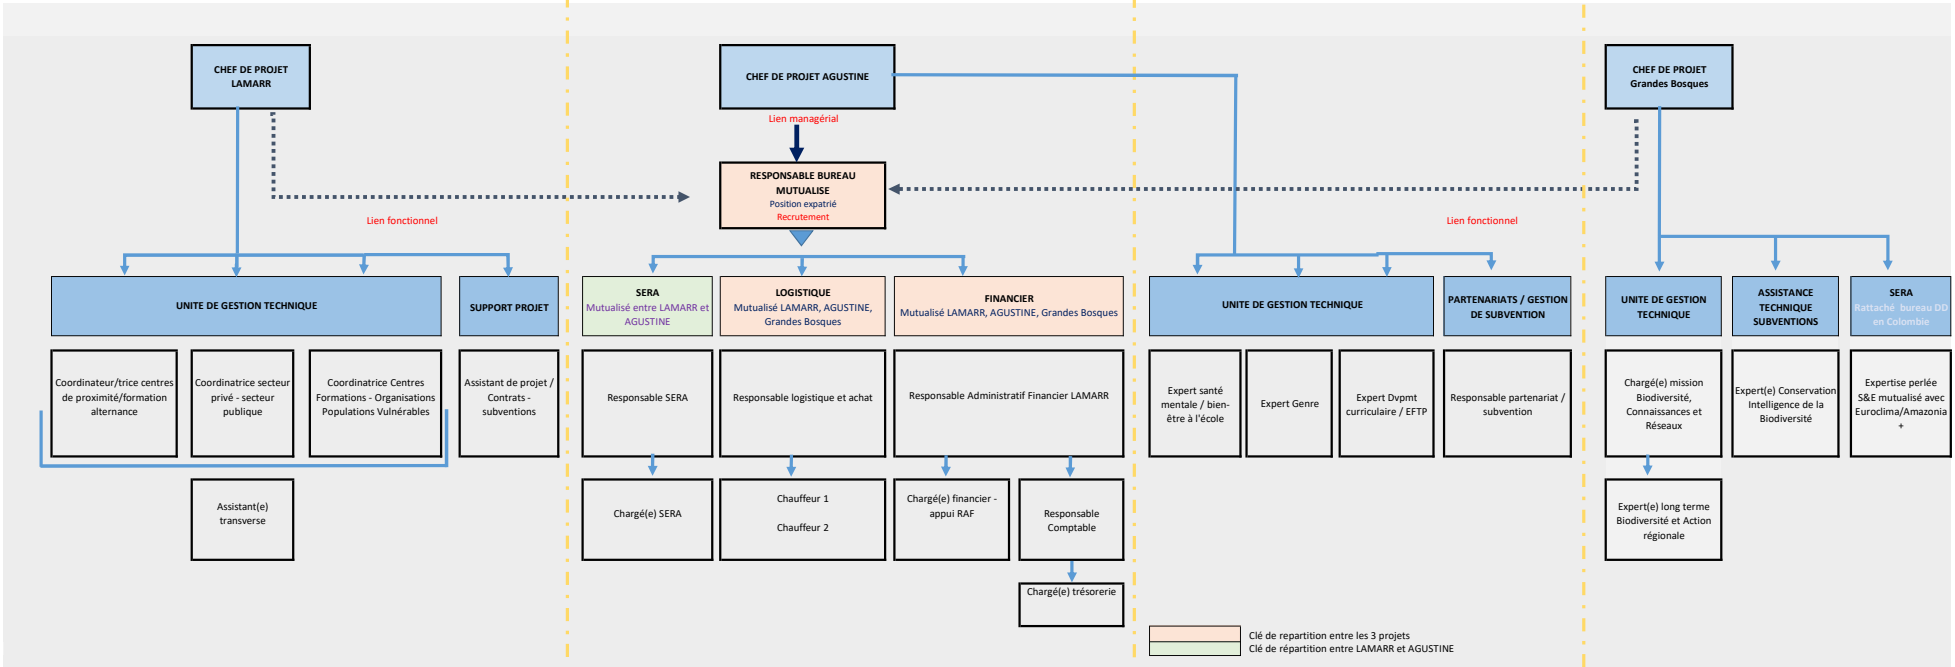 CHEF DE PROJET
LAMARR
CHEF DE PROJET AGUSTINE
CHEF DE PROJET
Grandes Bosques
Lien managérial
RESPONSABLE BUREAU
MUTUALISE
Position expatrié
Recrutement
Lien fonctionnel
Lien fonctionnel
UNITE DE GESTION TECHNIQUE
SUPPORT PROJET
SERA
Mutualisé entre LAMARR et
AGUSTINE
LOGISTIQUE
Mutualisé LAMARR, AGUSTINE,
Grandes Bosques
FINANCIER
Mutualisé LAMARR, AGUSTINE, Grandes Bosques
UNITE DE GESTION TECHNIQUE
PARTENARIATS / GESTION
DE SUBVENTION
UNITE DE GESTION
TECHNIQUE
ASSISTANCE
TECHNIQUE
SUBVENTIONS
SERA
Rattaché bureau DD
en Colombie
Coordinateur/trice centres
de proximité/formation
alternance
Coordinatrice secteur
privé - secteur
publique
Coordinatrice Centres
Formations - Organisations
Populations Vulnérables
Assistant de projet /
Contrats -
subventions
Responsable SERA
Responsable logistique et achat
Responsable Administratif Financier LAMARR
Expert santé
mentale / bien-
être à l'école
Expert Genre
Expert Dvpmt
curriculaire / EFTP
Responsable partenariat /
subvention
Chargé(e) mission
Biodiversité,
Connaissances et
Réseaux
Expert(e) Conservation
Intelligence de la
Biodiversité
Expertise perlée
S&E mutualisé avec
Euroclima/Amazonia
+
Assistant(e)
transverse
Chargé(e) SERA
Chauffeur 1
Chauffeur 2
Chargé(e) financier -
appui RAF
Responsable
Comptable
Expert(e) long terme
Biodiversité et Action
régionale
Chargé(e) trésorerie
Clé de repartition entre les 3 projets
Clé de répartition entre LAMARR et AGUSTINE